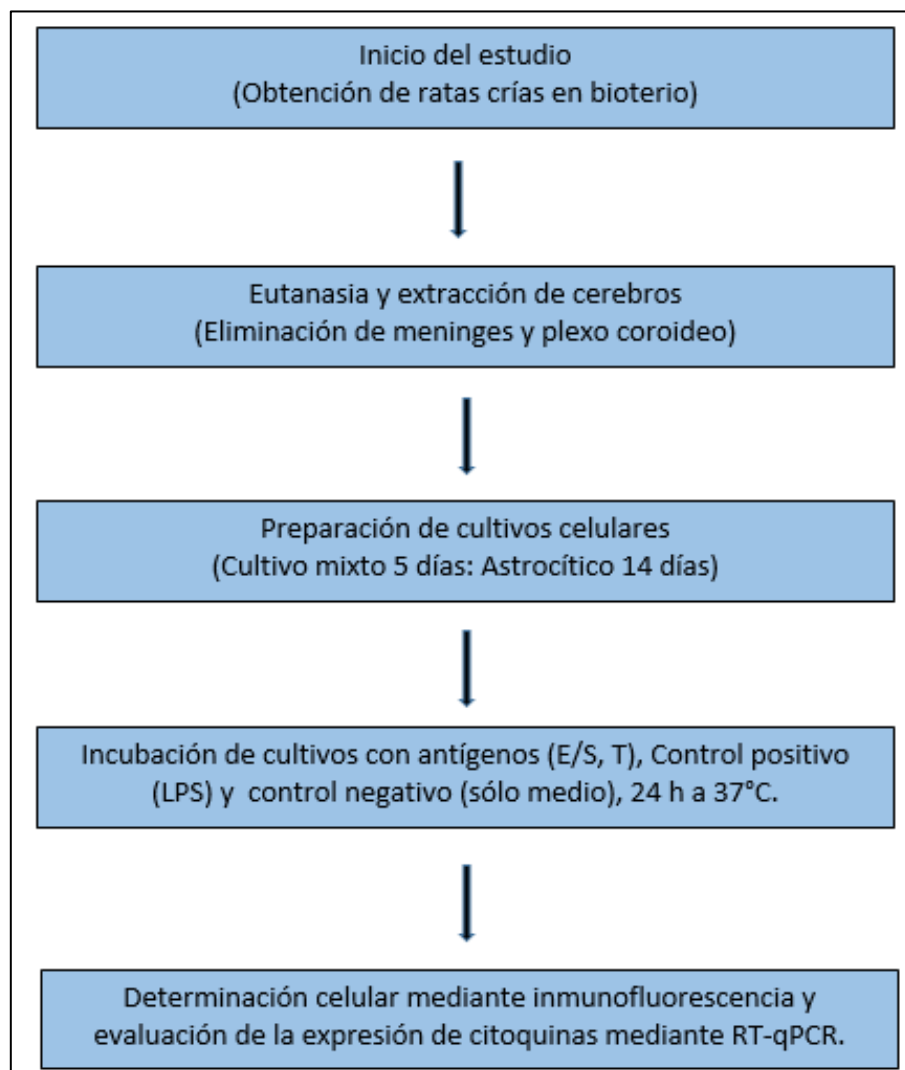 Inicio del estudio
(Obtención de ratas crías en bioterio)
Eutanasia y extracción de cerebros
(Eliminación de meninges y plexo coroideo)
Preparación de cultivos celulares
(Cultivo mixto 5 días: Astrocítico 14 días)
Incubación de cultivos con antígenos (E/S, T), Control positivo
(LPS) y control negativo (sólo medio), 24 h a 37°C.
Determinación celular mediante inmunofluorescencia y
evaluación de la expresión de citoquinas mediante RT-qPCR.